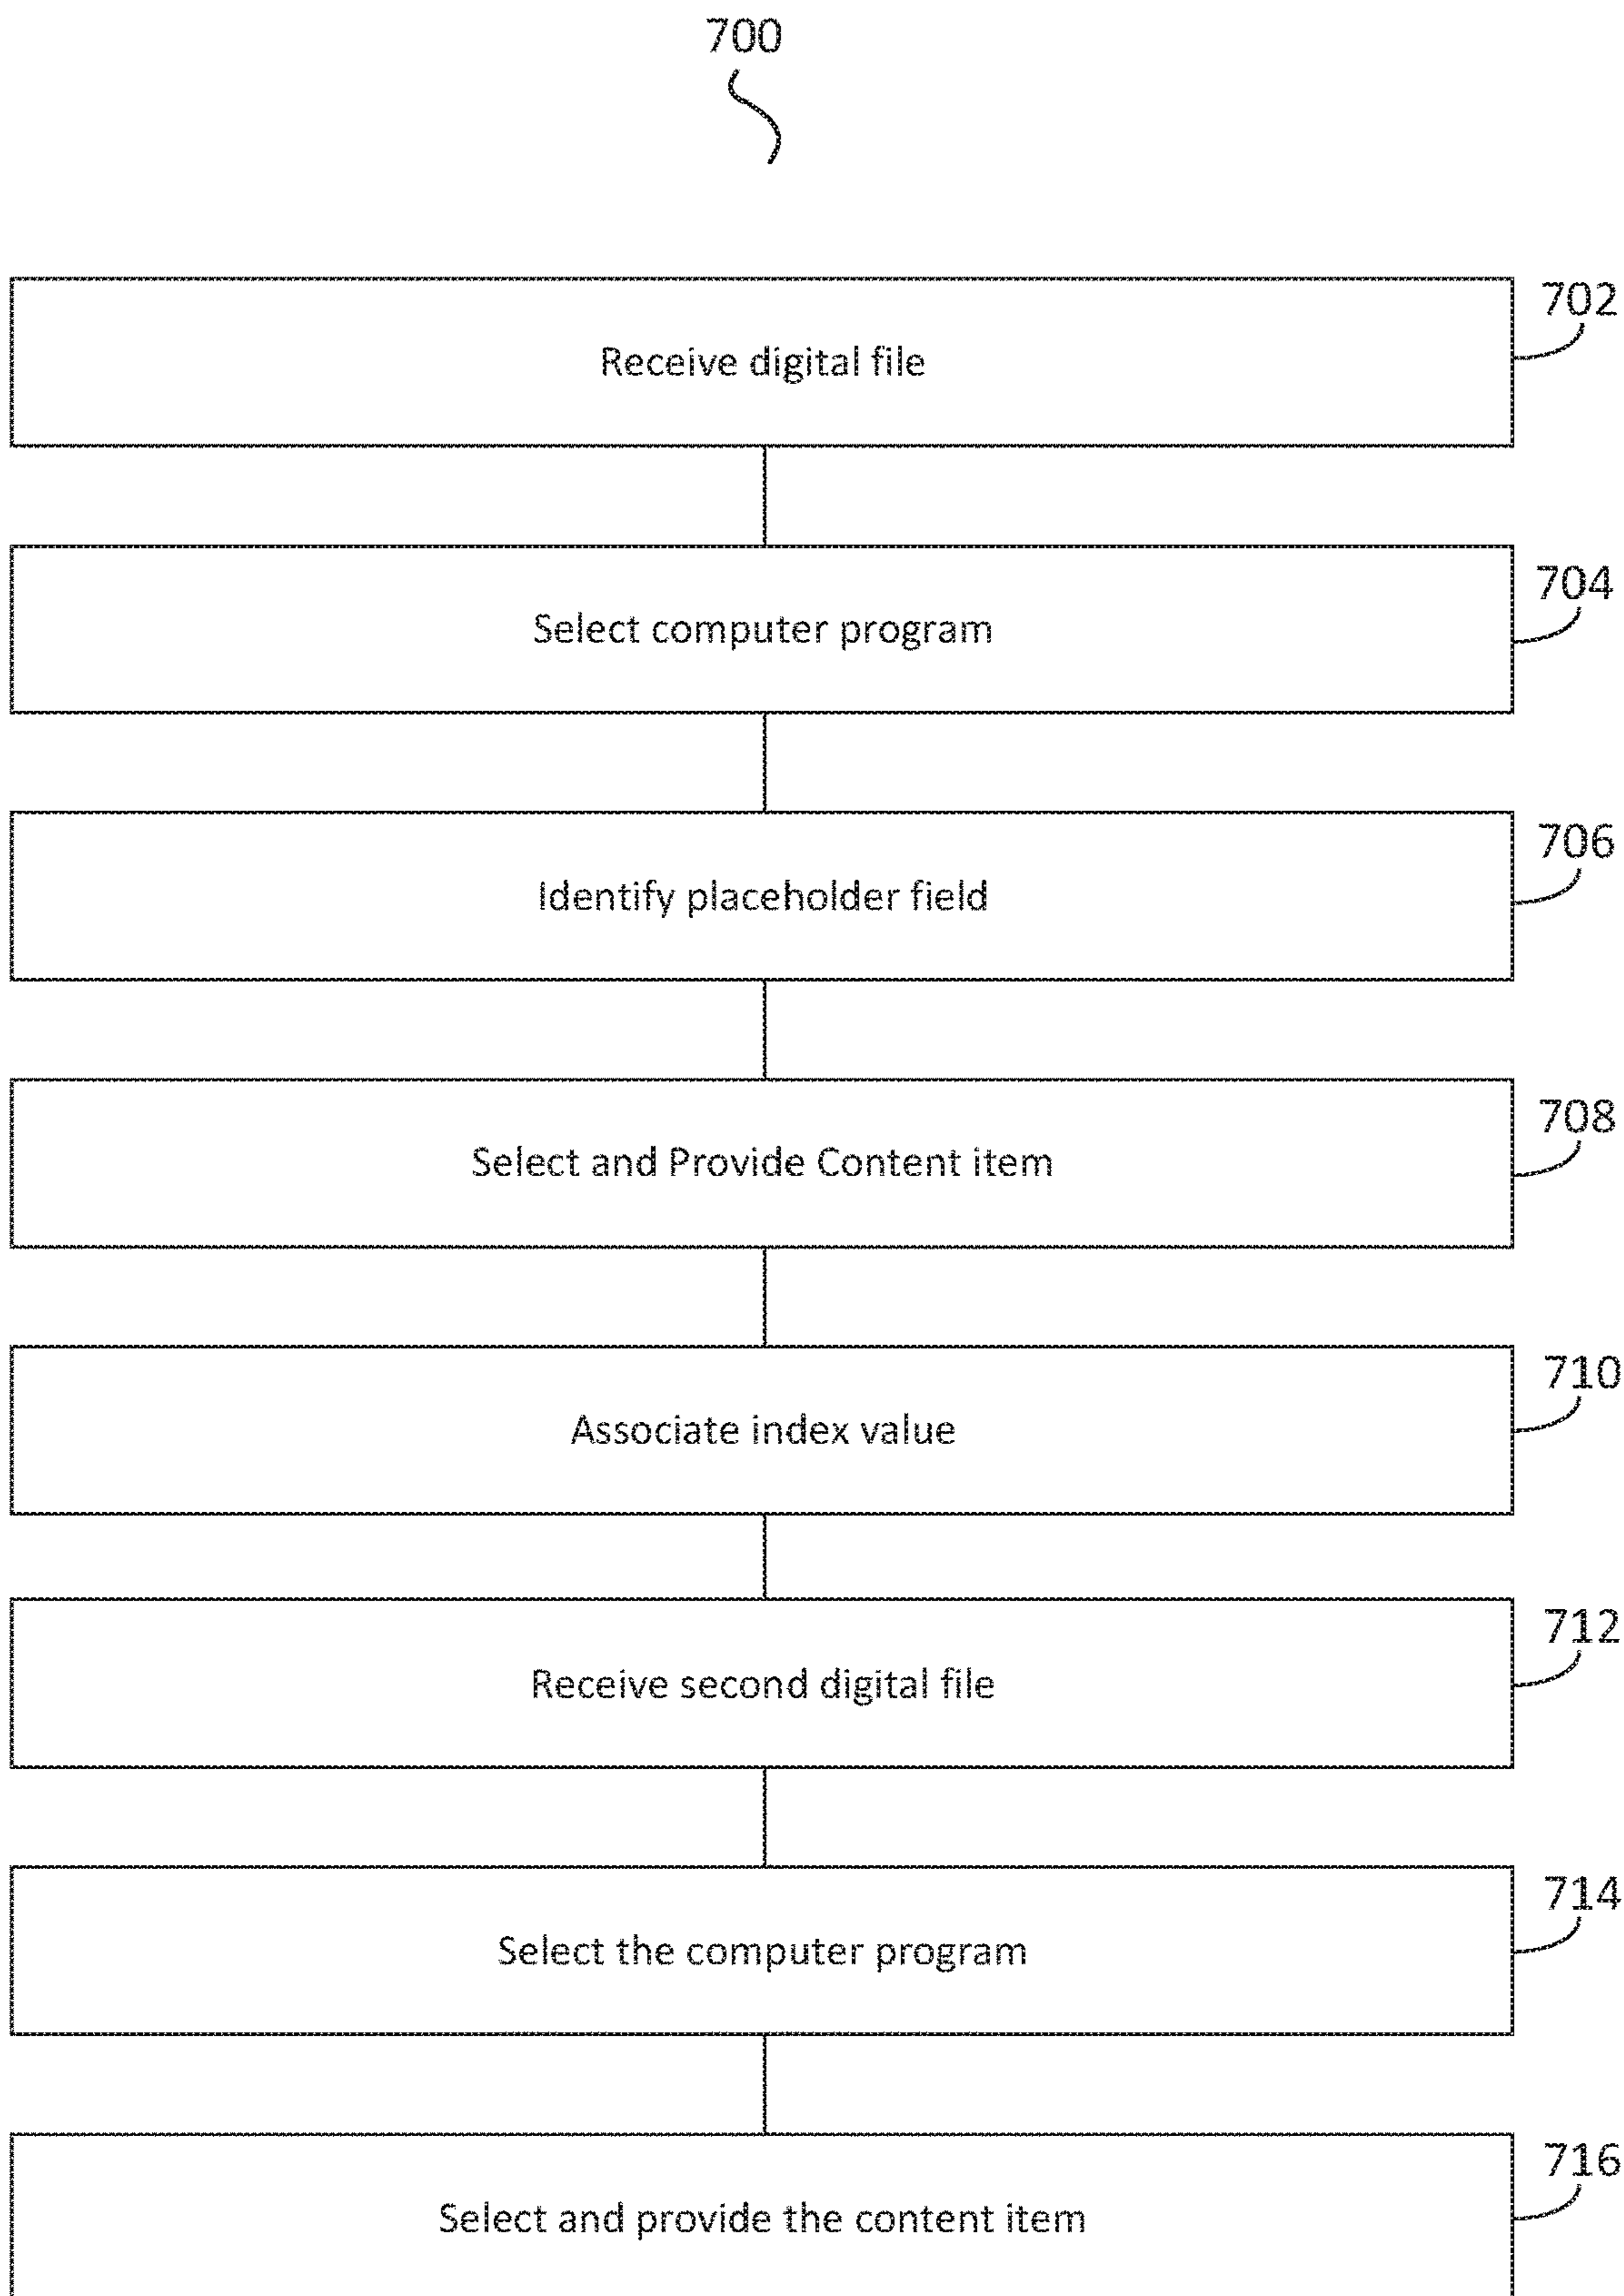 700
702
Receive digital file
704
Select computer program
706
Identify placeholder field
708
Select and Provide Content item
710
Associate index value
712
Receive second digital file
714
Select the computer program
716
Select and provide the content item